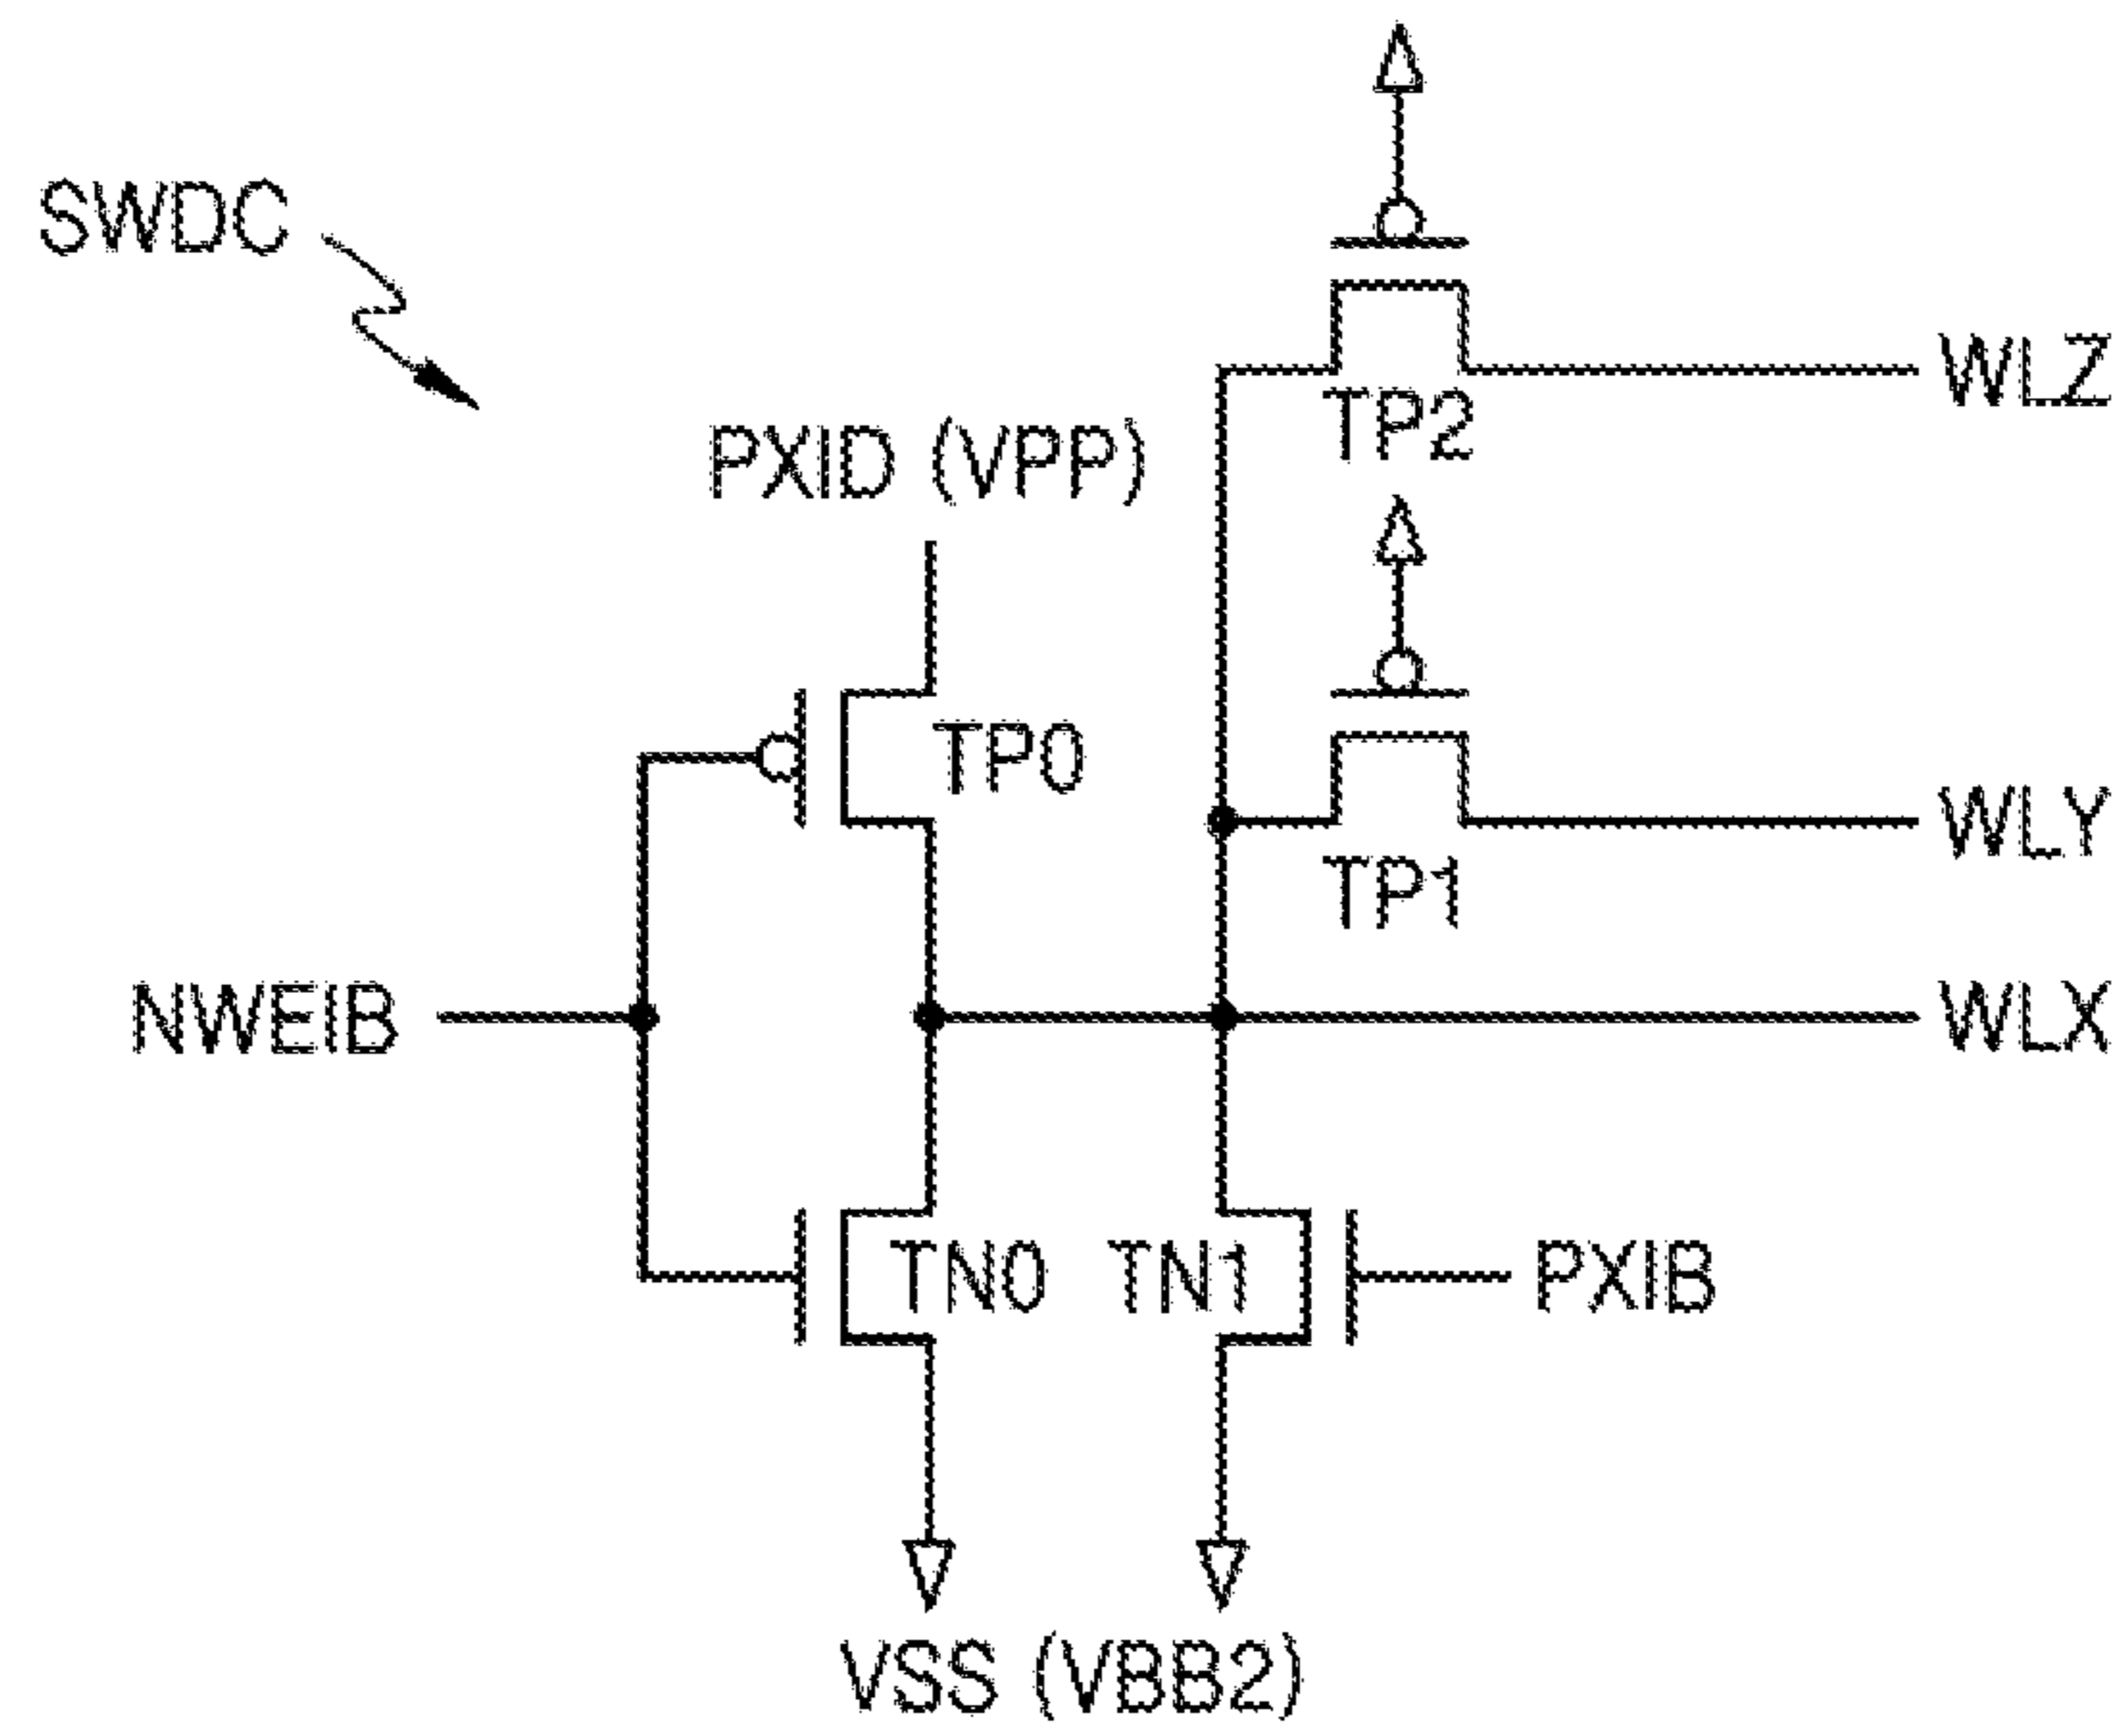 SWDC
WLZ
TP2
PXID (VPP)
TP0
WLY
TP1
NWEIB
WLX
TN0
TN1
PXIB
VSS (VBB2)